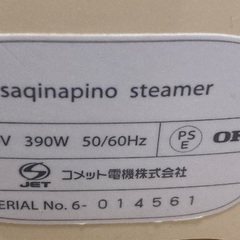 saqinapino steamer
V 390W 50/60Hz PS E OF
S JET コメット電機株式会社
ERIAL No. 6- 014561